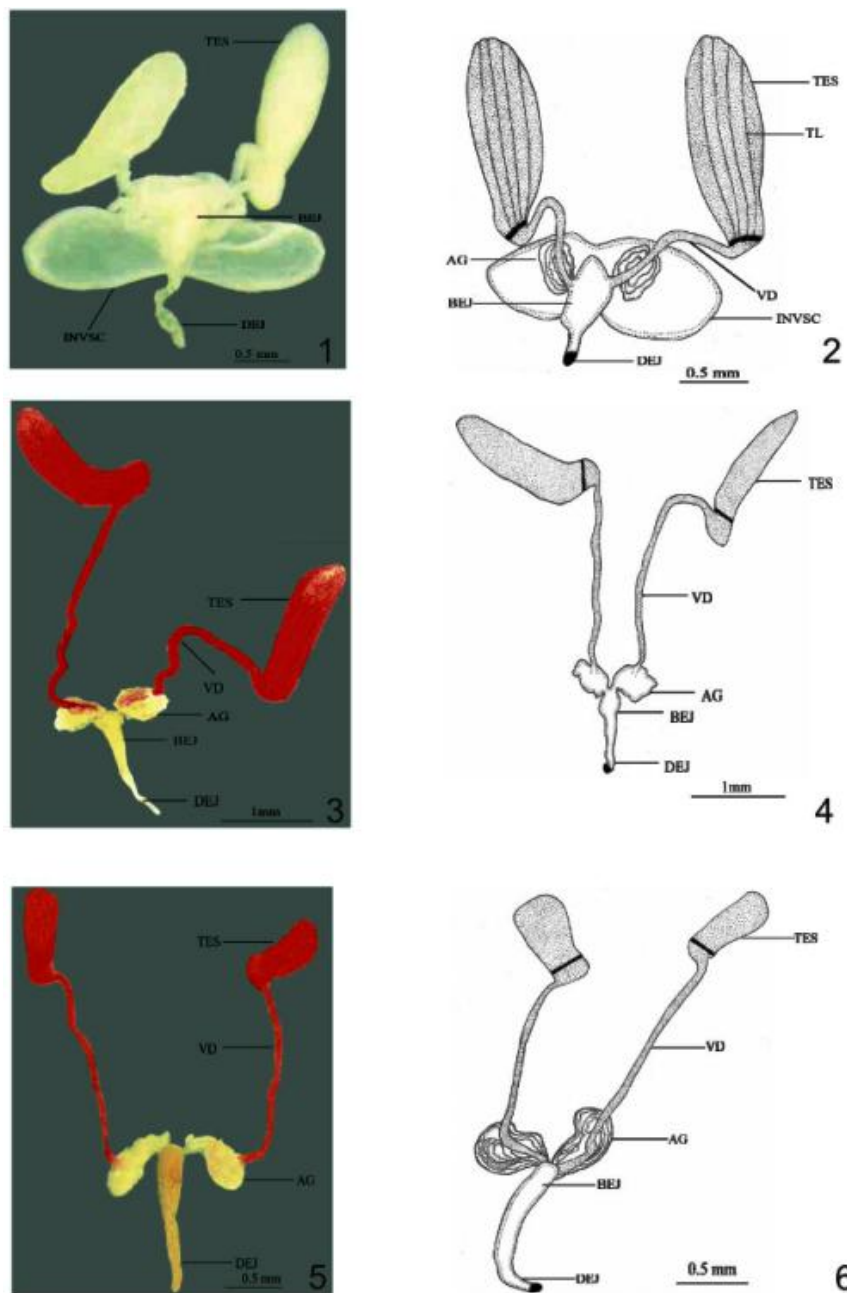 TES
BEJ
DEJ
INVSC
0.5 mm
1
TES
TL
AG
VD
BEJ
INVSC
DEJ
0.5 mm
2
TES
VD
AG
BEJ
DEJ
1mm
3
TES
VD
AG
BEJ
DEJ
1mm
4
TES
VD
AG
DEJ
0.5 mm
5
TES
VD
AG
BEJ
DEJ
0.5 mm
6